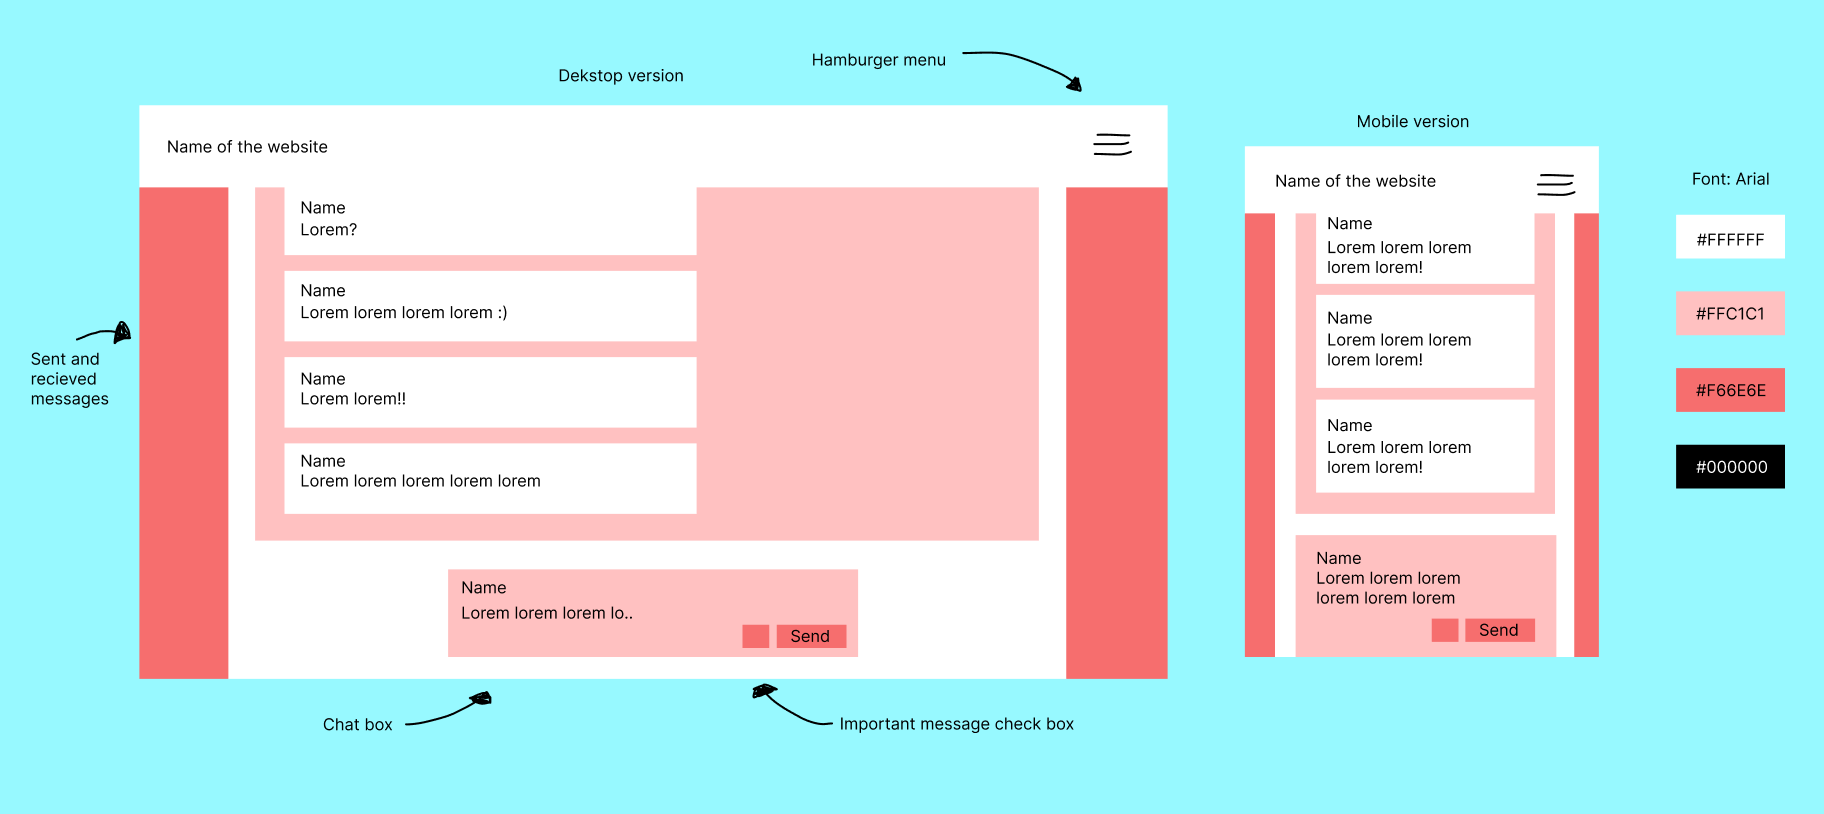 Dekstop version
Hamburger menu
Name of the website
Name
Lorem?
Name
Lorem lorem lorem lorem :)
Name
Lorem lorem!!
Name
Lorem lorem lorem lorem lorem
Sent and
recieved
messages
Name
Lorem lorem lorem lo..
Send
Chat box
Important message check box
Mobile version
Name of the website
Name
Lorem lorem lorem
lorem lorem!
Name
Lorem lorem lorem
lorem lorem!
Name
Lorem lorem lorem
lorem lorem!
Name
Lorem lorem lorem
lorem lorem lorem
Send
Font: Arial
#FFFFFF
#FFC1C1
#F66E6E
#000000